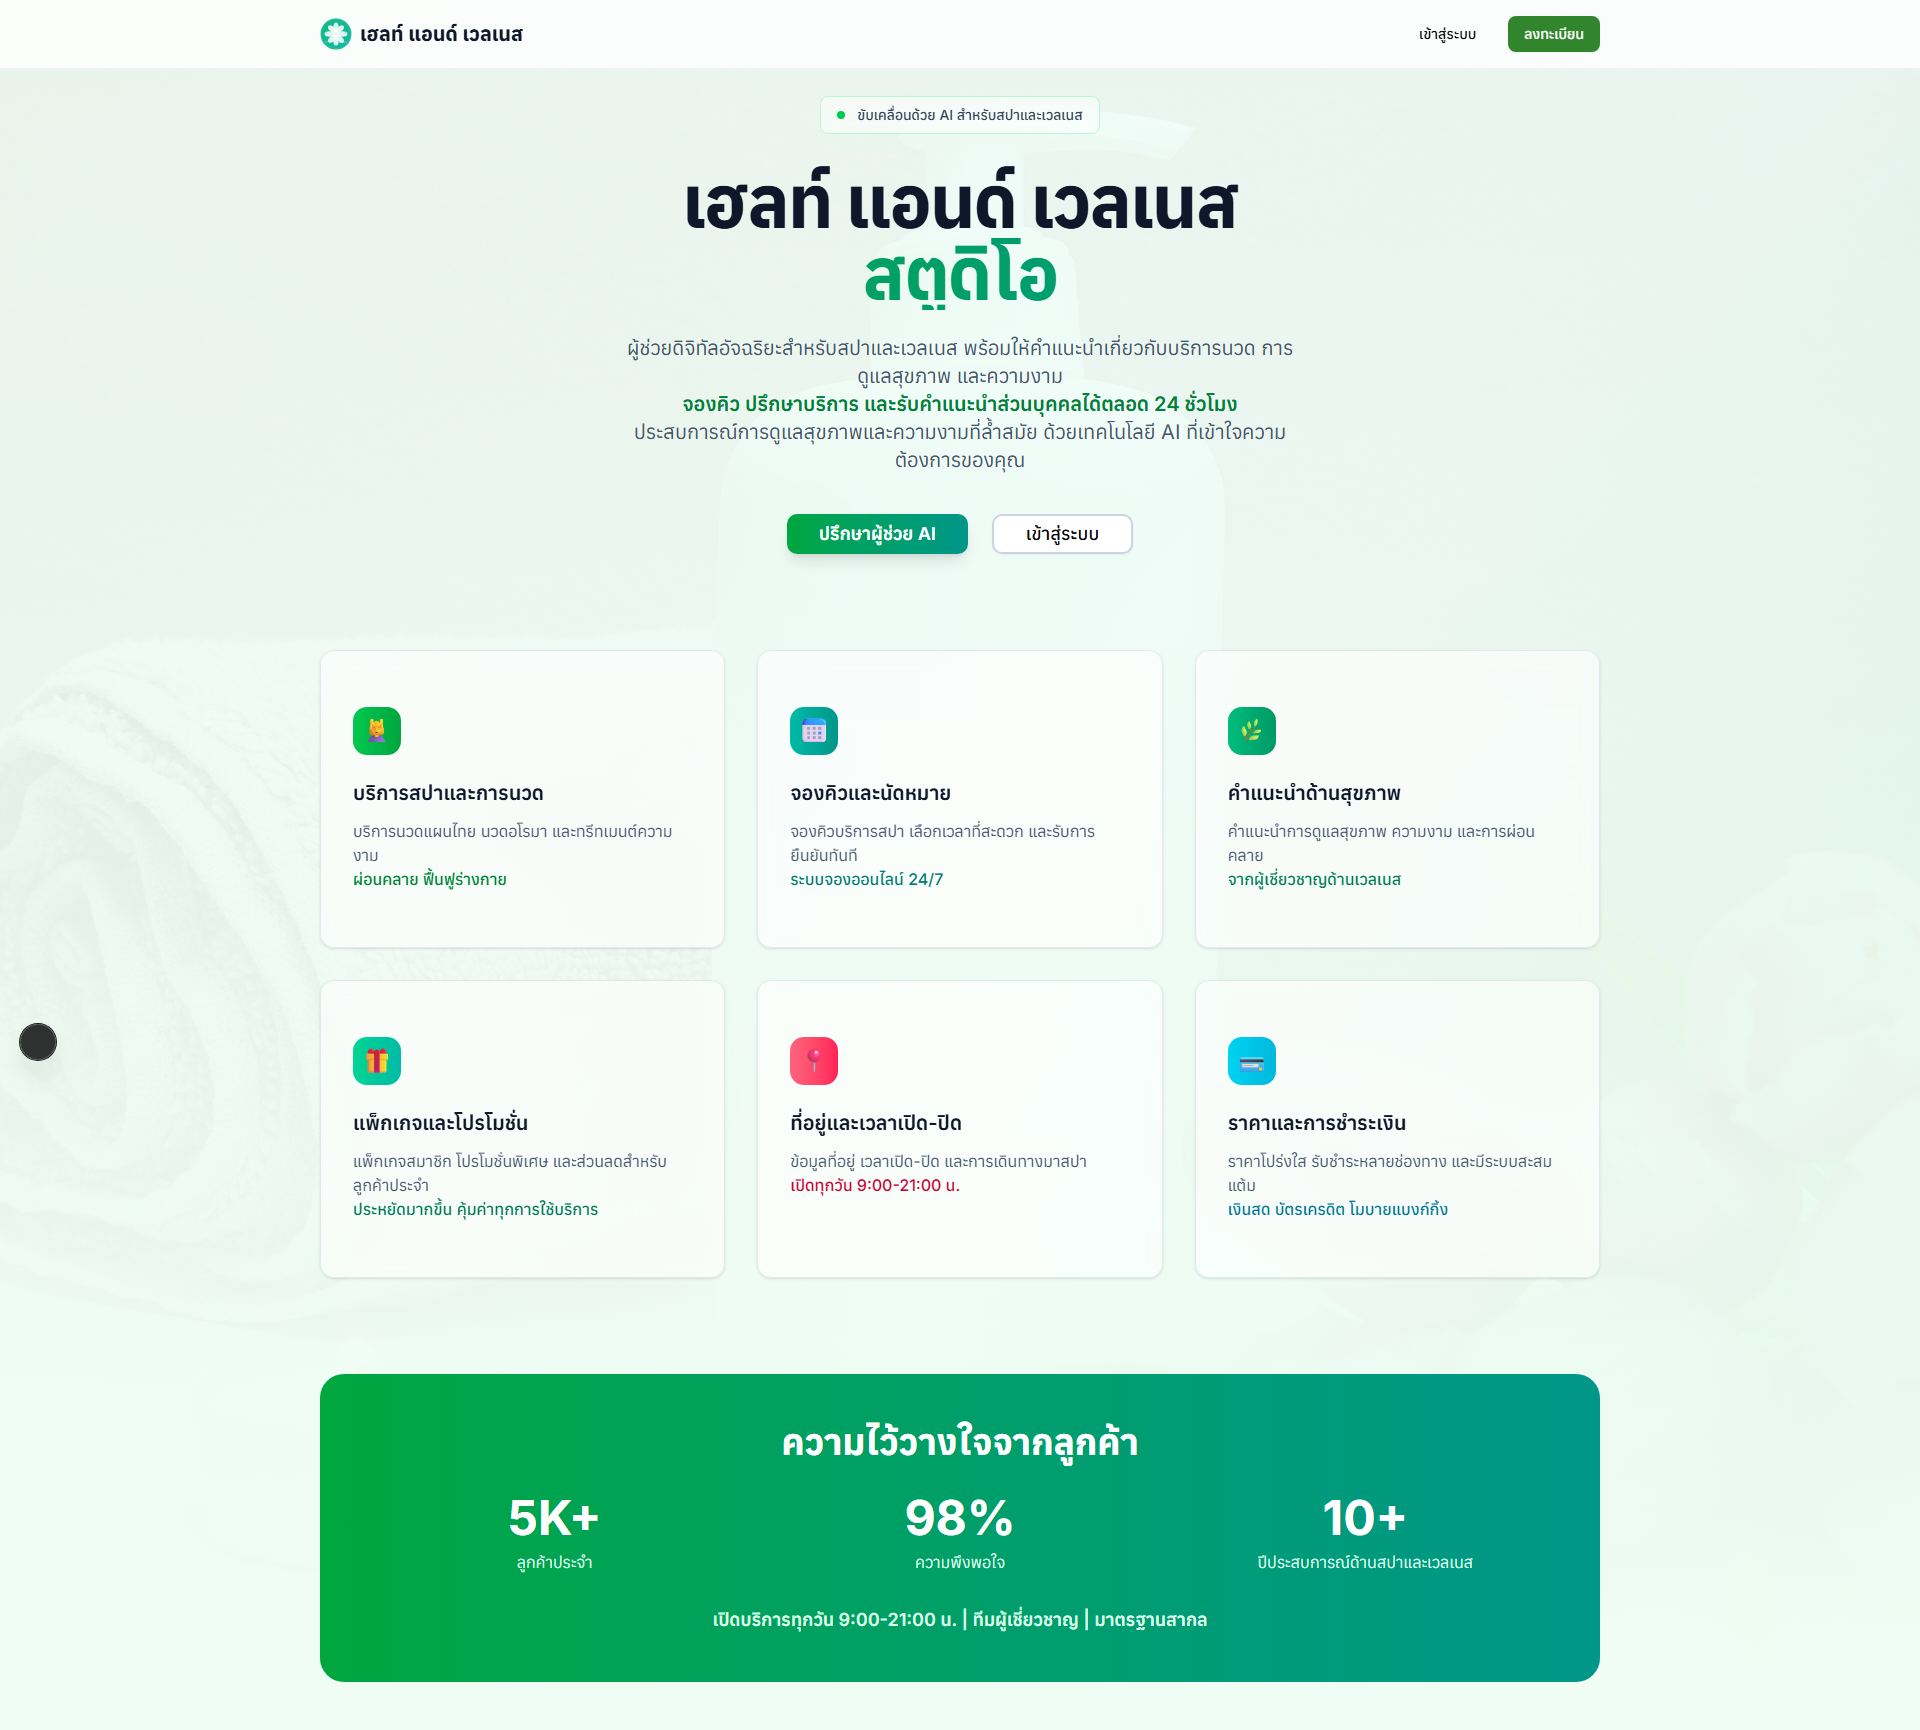 เฮลท์ แอนด์ เวลเนส
เข้าสู่ระบบ
ลงทะเบียน
ขับเคลื่อนด้วย AI สำหรับสปาและเวลเนส
เฮลท์ แอนด์ เวลเนส
สตูดิโอ
ผู้ช่วยดิจิทัลอัจฉริยะสำหรับสปาและเวลเนส พร้อมให้คำแนะนำเกี่ยวกับบริการนวด การ
ดูแลสุขภาพ และความงาม
จองคิว ปรึกษาบริการ และรับคำแนะนำส่วนบุคคลได้ตลอด 24 ชั่วโมง
ประสบการณ์การดูแลสุขภาพและความงามที่ล้ำสมัย ด้วยเทคโนโลยี AI ที่เข้าใจความ
ต้องการของคุณ
ปรึกษาผู้ช่วย AI
เข้าสู่ระบบ
บริการสปาและการนวด
บริการนวดแผนไทย นวดอโรมา และทรีทเมนต์ความ
งาม
ผ่อนคลาย ฟื้นฟูร่างกาย
จองคิวและนัดหมาย
จองคิวบริการสปา เลือกเวลาที่สะดวก และรับการ
ยืนยันทันที
ระบบจองออนไลน์ 24/7
คำแนะนำด้านสุขภาพ
คำแนะนำการดูแลสุขภาพ ความงาม และการผ่อน
คลาย
จากผู้เชี่ยวชาญด้านเวลเนส
แพ็กเกจและโปรโมชั่น
แพ็กเกจสมาชิก โปรโมชั่นพิเศษ และส่วนลดสำหรับ
ลูกค้าประจำ
ประหยัดมากขึ้น คุ้มค่าทุกการใช้บริการ
ที่อยู่และเวลาเปิด-ปิด
ข้อมูลที่อยู่ เวลาเปิด-ปิด และการเดินทางมาสปา
เปิดทุกวัน 9:00-21:00 น.
ราคาและการชำระเงิน
ราคาโปร่งใส รับชำระหลายช่องทาง และมีระบบสะสม
แต้ม
เงินสด บัตรเครดิต โมบายแบงก์กิ้ง
ความไว้วางใจจากลูกค้า
5K+
ลูกค้าประจำ
98%
ความพึงพอใจ
10+
ปีประสบการณ์ด้านสปาและเวลเนส
เปิดบริการทุกวัน 9:00-21:00 น. | ทีมผู้เชี่ยวชาญ | มาตรฐานสากล